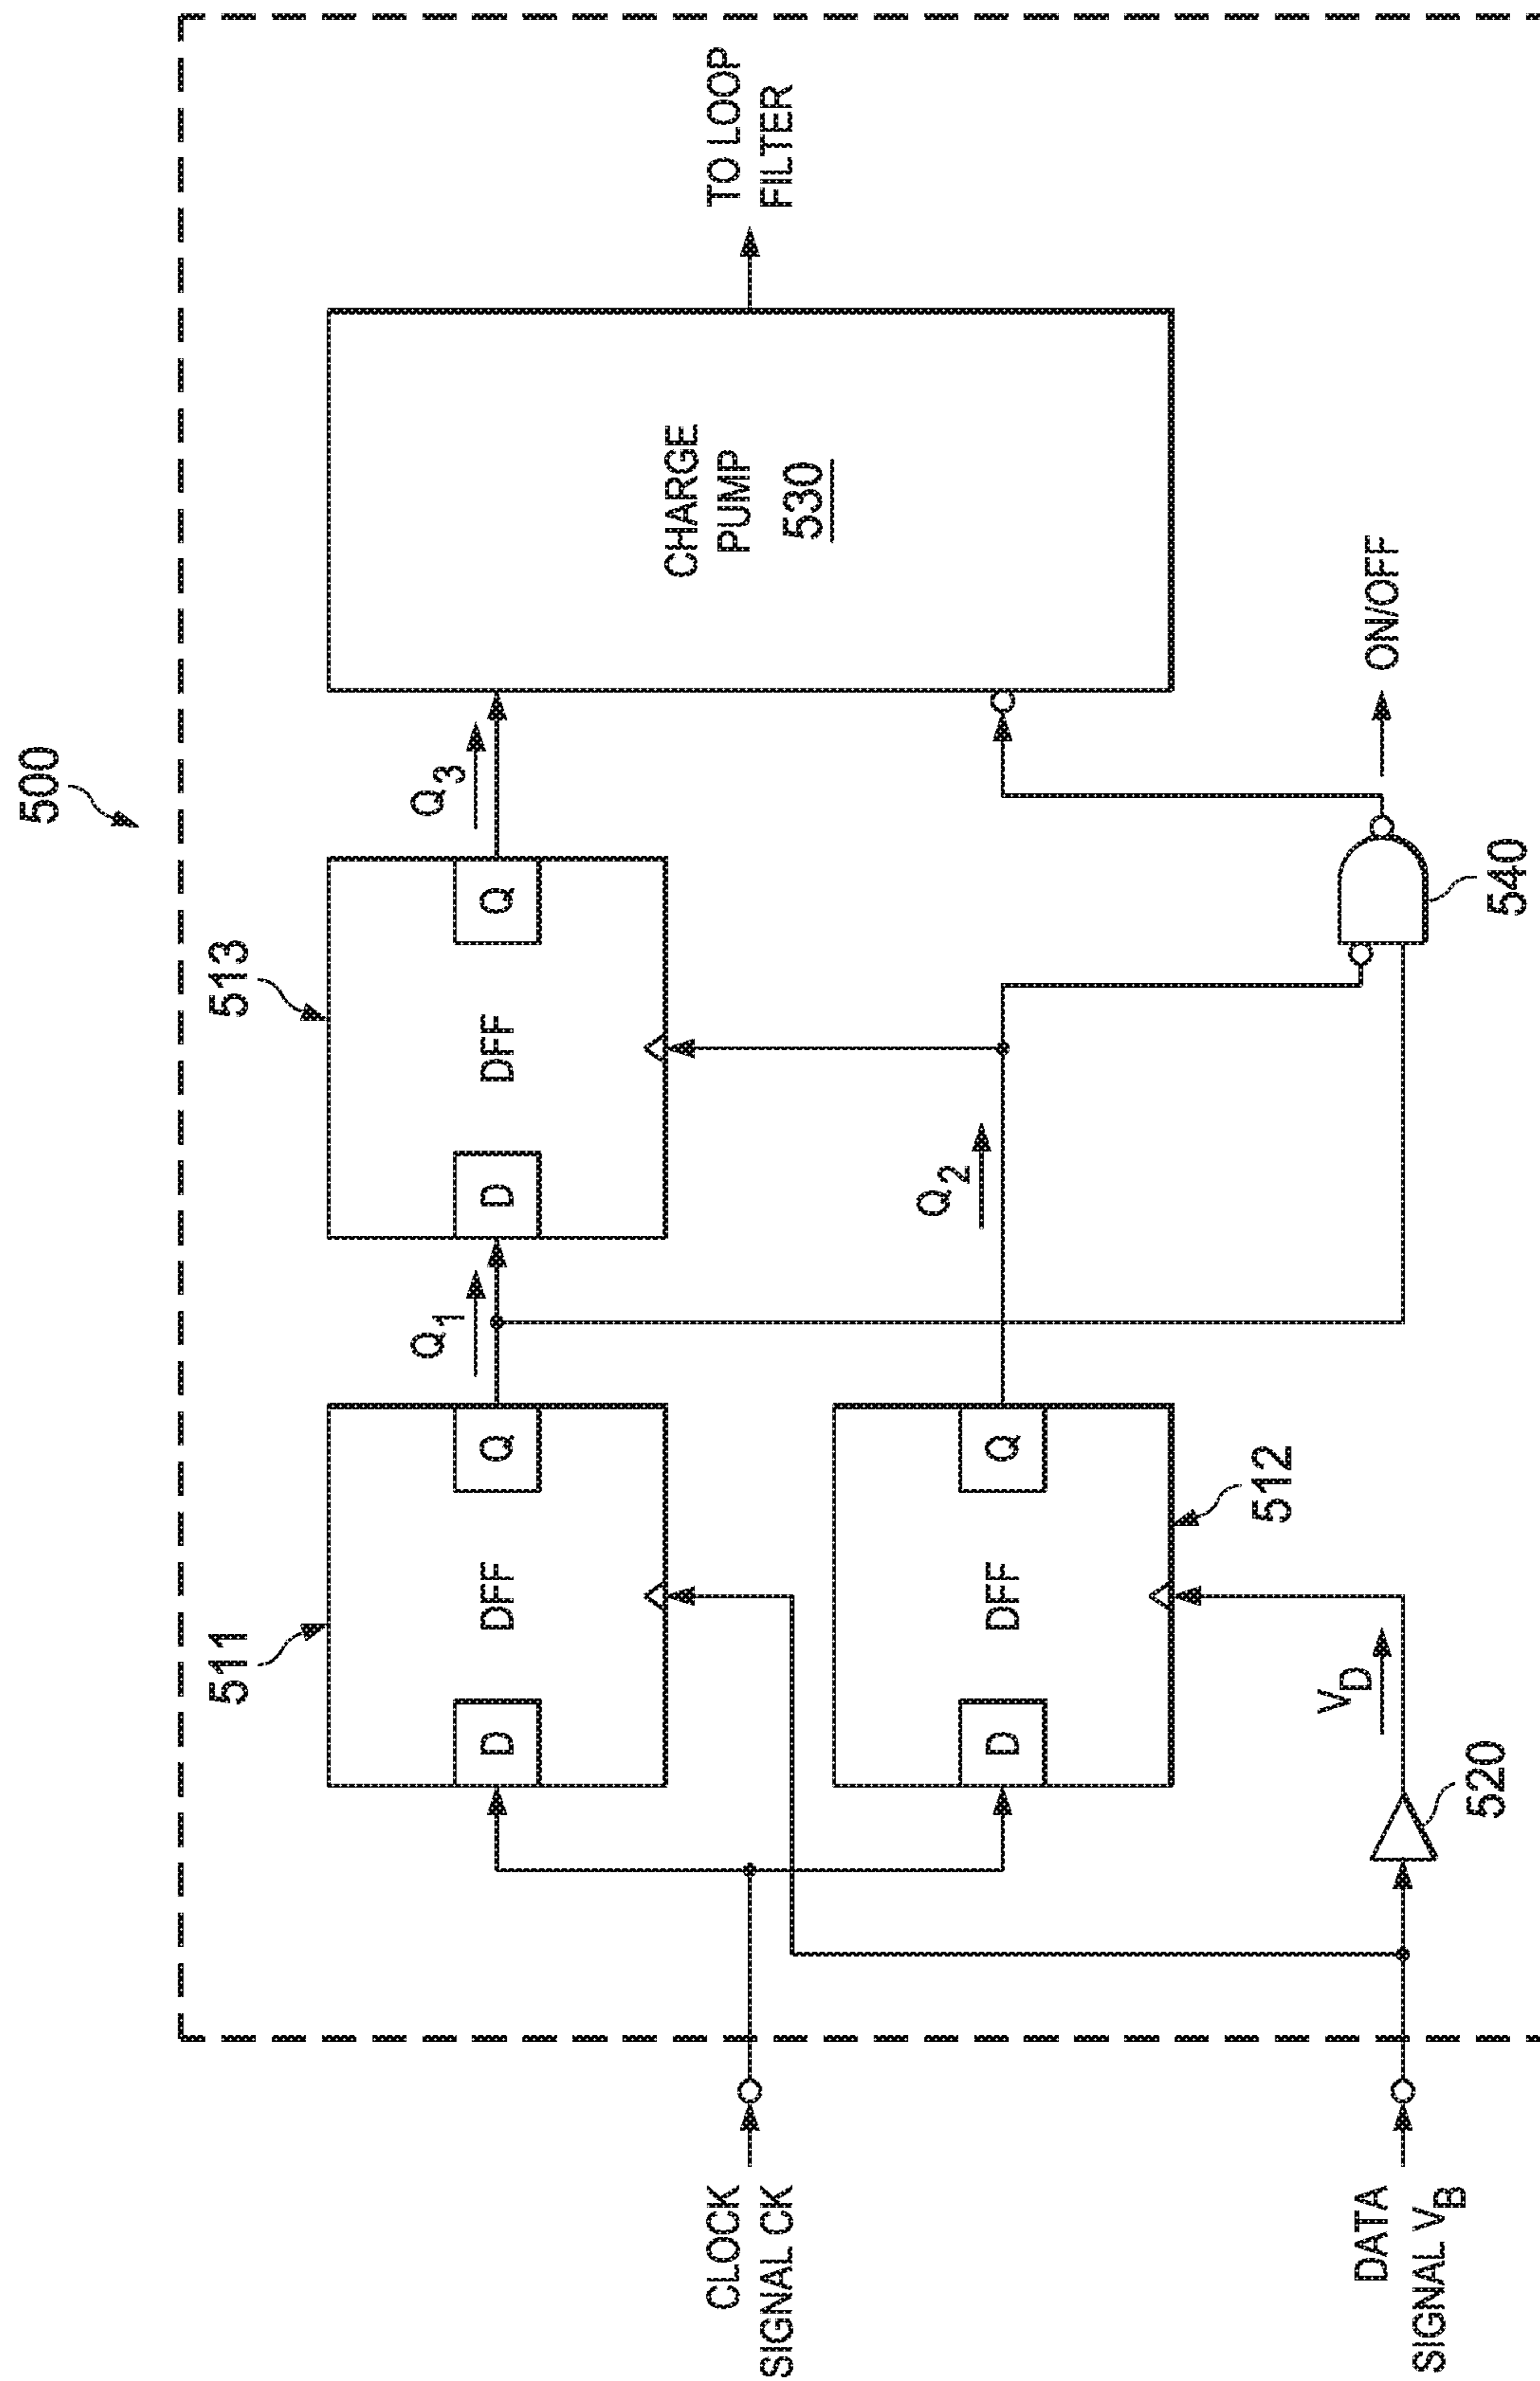 500
511
513
DFF
D
Q
Q1
DFF
D
Q
Q3
CHARGE
PUMP
530
TO LOOP
FILTER
CLOCK
SIGNAL CK
DFF
D
Q
Q2
512
DATA
SIGNAL VB
VD
520
540
ON/OFF